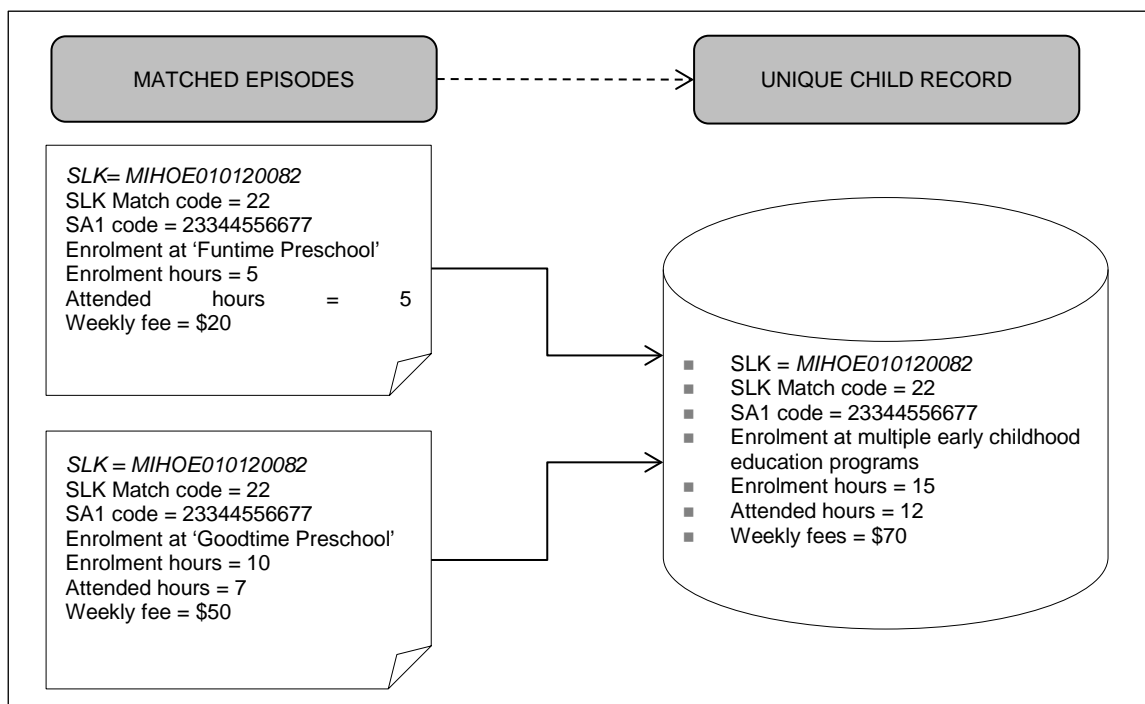 MATCHED EPISODES
UNIQUE CHILD RECORD
SLK= MIHOE010120082
SLK Match code = 22
SA1 code = 23344556677
Enrolment at ‘Funtime Preschool’
Enrolment hours = 5
Attended hours = 5
Weekly fee = $20
SLK = MIHOE010120082
SLK Match code = 22
SA1 code = 23344556677
Enrolment at ‘Goodtime Preschool’
Enrolment hours = 10
Attended hours = 7
Weekly fee = $50
■ SLK = MIHOE010120082
■ SLK Match code = 22
■ SA1 code = 23344556677
■ Enrolment at multiple early childhood
education programs
■ Enrolment hours = 15
■ Attended hours = 12
■ Weekly fees = $70